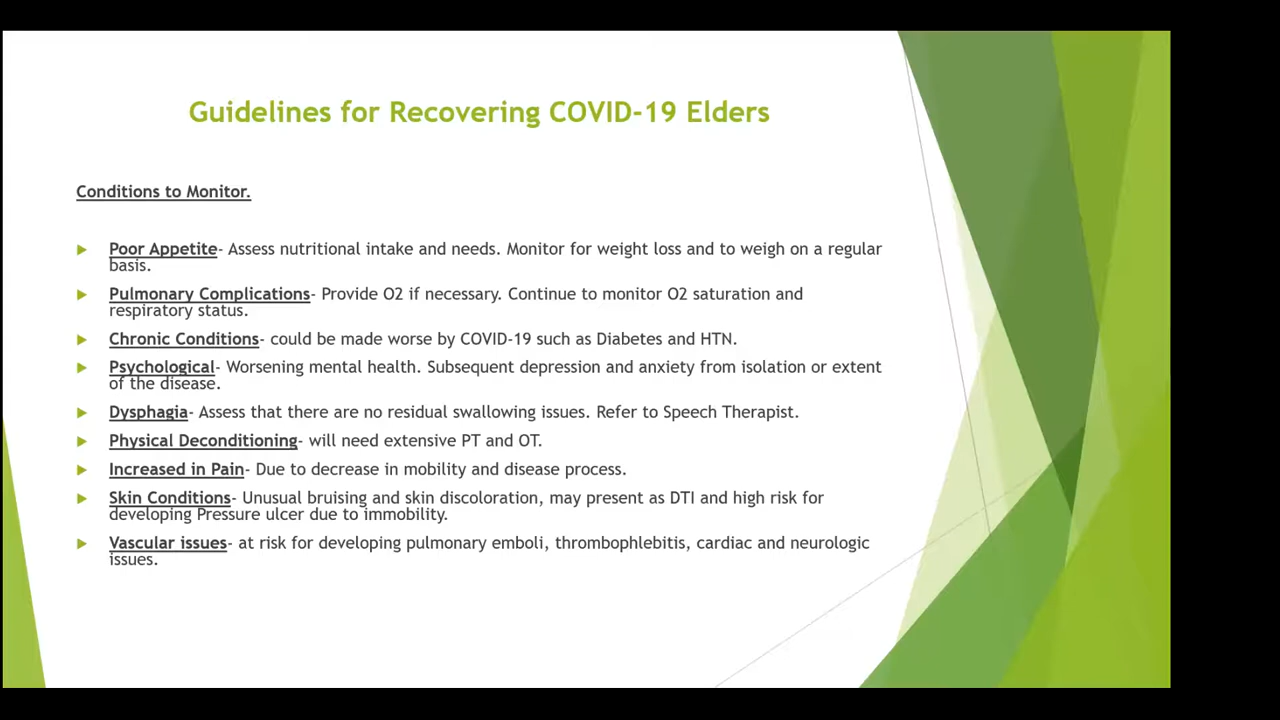 Guidelines for Recovering COVID-19 Elders
Conditions to Monitor.
Poor Appetite- Assess nutritional intake and needs. Monitor for weight loss and to weigh on a regular
basis.
Pulmonary Complications- Provide O2 if necessary. Continue to monitor O2 saturation and
respiratory status.
Chronic Conditions- could be made worse by COVID-19 such as Diabetes and HTN.
Psychological- Worsening mental health. Subsequent depression and anxiety from isolation or extent
of the disease.
Dysphagia- Assess that there are no residual swallowing issues. Refer to Speech Therapist.
Physical Deconditioning- will need extensive PT and OT.
Increased in Pain- Due to decrease in mobility and disease process.
Skin Conditions- Unusual bruising and skin discoloration, may present as DTI and high risk for
developing Pressure ulcer due to immobility.
Vascular issues- at risk for developing pulmonary emboli, thrombophlebitis, cardiac and neurologic
issues.